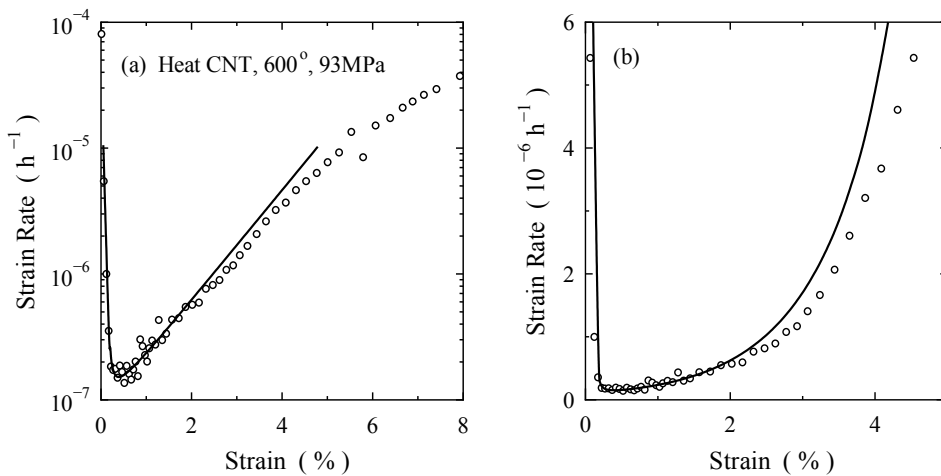 (a) Heat CNT, 600°, 93MPa
Strain Rate ( h⁻¹ )
10⁻⁴
10⁻⁵
10⁻⁶
10⁻⁷
0 2 4 6 8
Strain ( % )
(b)
Strain Rate ( 10⁻⁶ h⁻¹ )
6
4
2
0
0 2 4
Strain ( % )